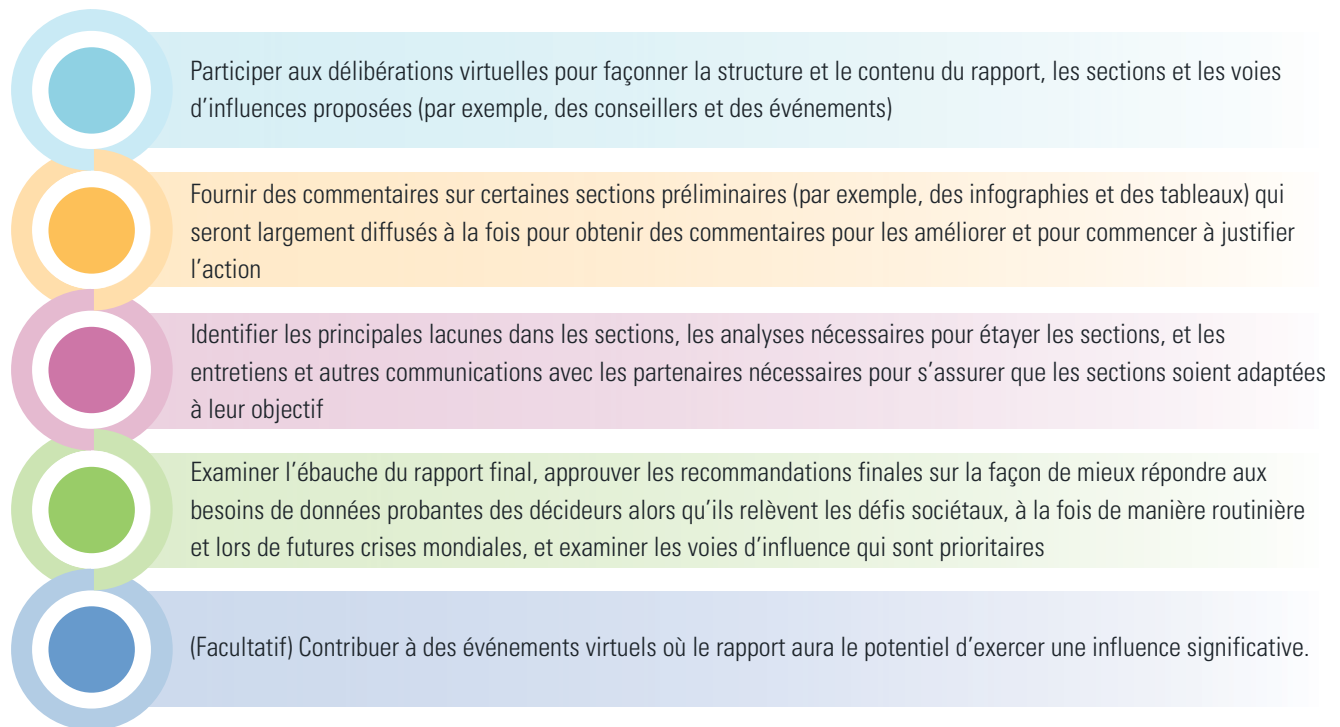 Participer aux délibérations virtuelles pour façonner la structure et le contenu du rapport, les sections et les voies
d’influences proposées (par exemple, des conseillers et des événements)
Fournir des commentaires sur certaines sections préliminaires (par exemple, des infographies et des tableaux) qui
seront largement diffusés à la fois pour obtenir des commentaires pour les améliorer et pour commencer à justifier
l’action
Identifier les principales lacunes dans les sections, les analyses nécessaires pour étayer les sections, et les
entretiens et autres communications avec les partenaires nécessaires pour s’assurer que les sections soient adaptées
à leur objectif
Examiner l’ébauche du rapport final, approuver les recommandations finales sur la façon de mieux répondre aux
besoins de données probantes des décideurs alors qu’ils relèvent les défis sociétaux, à la fois de manière routinière
et lors de futures crises mondiales, et examiner les voies d’influence qui sont prioritaires
(Facultatif) Contribuer à des événements virtuels où le rapport aura le potentiel d’exercer une influence significative.